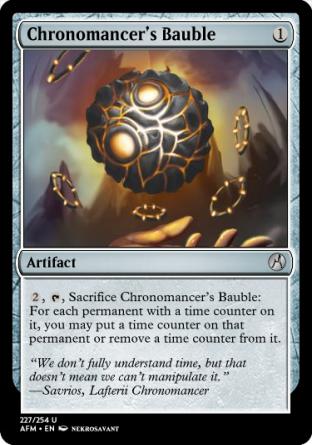 Chronomancer's Bauble 1
Artifact
2, T, Sacrifice Chronomancer's Bauble:
For each permanent with a time counter on
it, you may put a time counter on that
permanent or remove a time counter from it.
"We don't fully understand time, but that
doesn't mean we can't manipulate it."
—Savrios, Lafterii Chronomancer
227/254 U
AFM • EN NEKROSAVANT